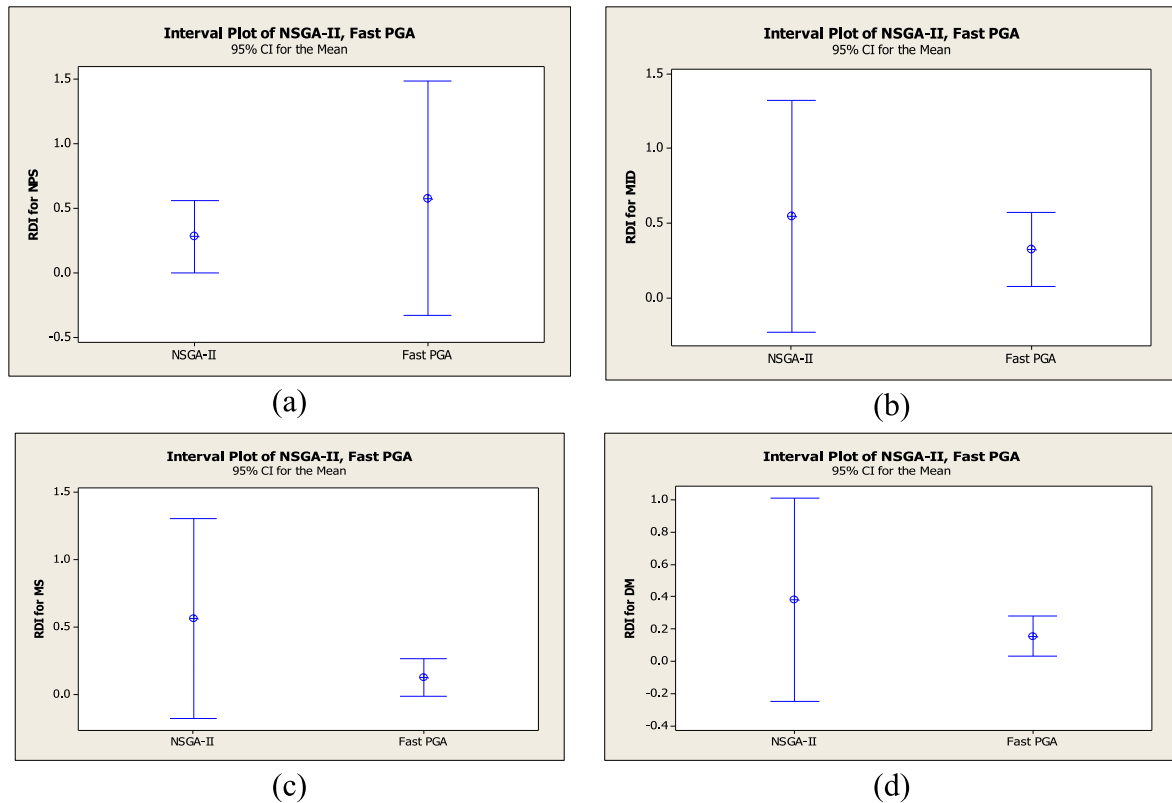 Interval Plot of NSGA-II, Fast PGA
95% CI for the Mean
1.5
1.0
0.5
0.0
-0.5
RDI for NPS
NSGA-II Fast PGA
(a)
Interval Plot of NSGA-II, Fast PGA
95% CI for the Mean
1.5
1.0
0.5
0.0
RDI for MID
NSGA-II Fast PGA
(b)
Interval Plot of NSGA-II, Fast PGA
95% CI for the Mean
1.5
1.0
0.5
0.0
RDI for MS
NSGA-II Fast PGA
(c)
Interval Plot of NSGA-II, Fast PGA
95% CI for the Mean
1.0
0.8
0.6
0.4
0.2
0.0
-0.2
-0.4
RDI for DM
NSGA-II Fast PGA
(d)